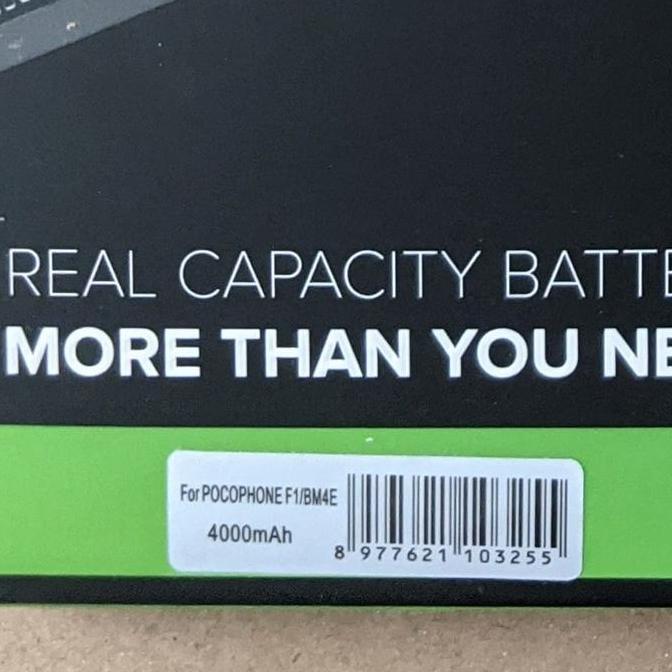 REAL CAPACITY BATTE
MORE THAN YOU NE
For POCOPHONE F1/BM4E
4000mAh
8 977621 103255